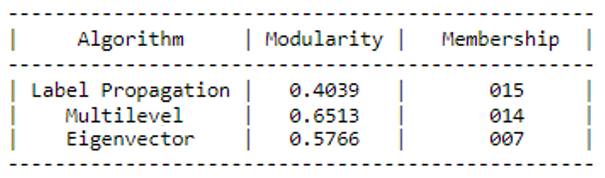 -------------------------------------------------
|     Algorithm     | Modularity |   Membership   |
-------------------------------------------------
| Label Propagation |   0.4039   |      015       |
|    Multilevel     |   0.6513   |      014       |
|    Eigenvector    |   0.5766   |      007       |
-------------------------------------------------